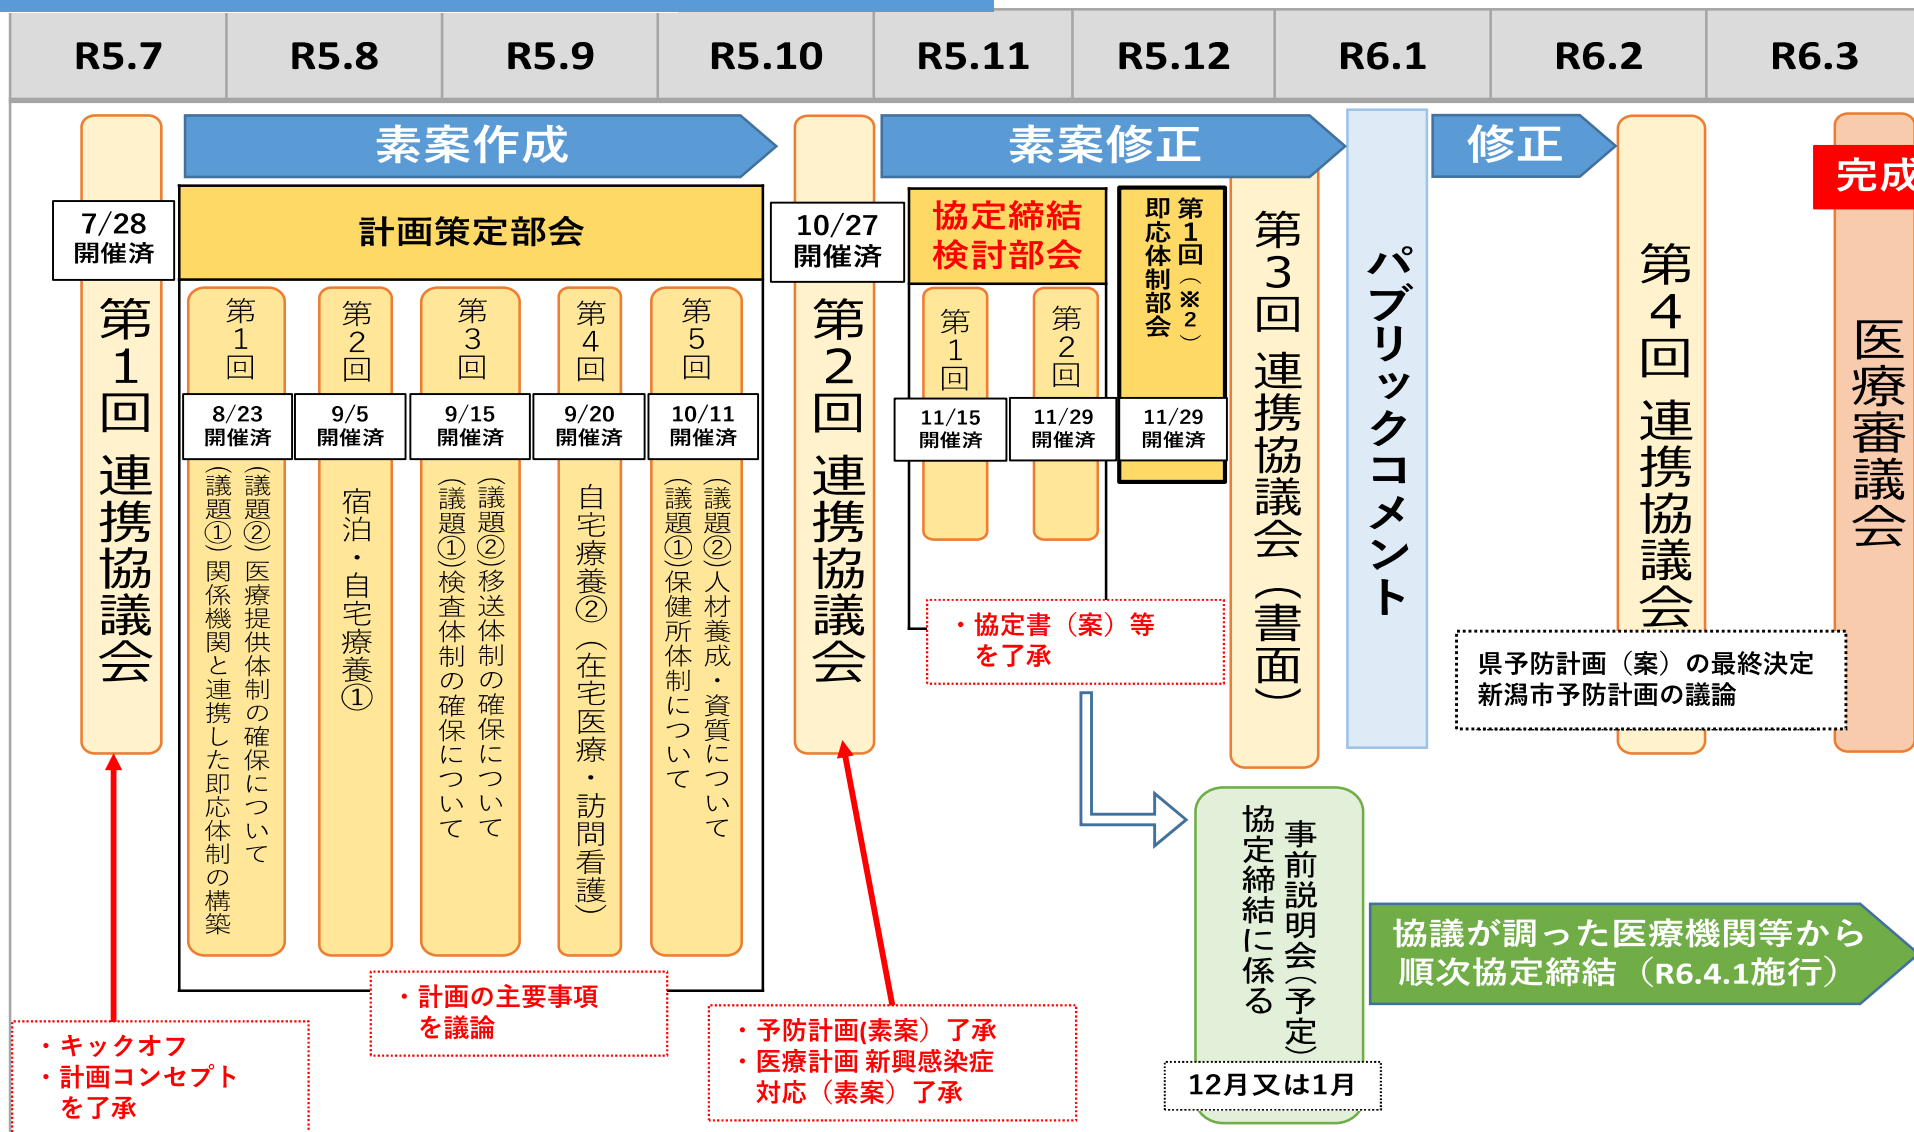 R5.7
R5.8
R5.9
R5.10
R5.11
R5.12
R6.1
R6.2
R6.3
素案作成
素案修正
修正
完成
7/28
開催済
第1回 連携協議会
計画策定部会
第1回
8/23
開催済
(議題②)医療提供体制の確保について
(議題①)関係機関と連携した即応体制の構築
第2回
9/5
開催済
宿泊・自宅療養①
第3回
9/15
開催済
(議題②)移送体制の確保について
(議題①)検査体制の確保について
第4回
9/20
開催済
自宅療養②（在宅医療・訪問看護）
第5回
10/11
開催済
(議題②)人材養成・資質について
(議題①)保健所体制について
10/27
開催済
第2回 連携協議会
協定締結
検討部会
第1回
11/15
開催済
第2回
11/29
開催済
第1回（※2）
即応体制部会
11/29
開催済
第3回 連携協議会（書面）
パブリックコメント
第4回 連携協議会
医療審議会
・協定書（案）等
を了承
県予防計画（案）の最終決定
新潟市予防計画の議論
事前説明会(予定)
協定締結に係る
12月又は1月
協議が調った医療機関等から
順次協定締結（R6.4.1施行）
・計画の主要事項
を議論
・キックオフ
・計画コンセプト
を了承
・予防計画(素案）了承
・医療計画 新興感染症
対応（素案）了承